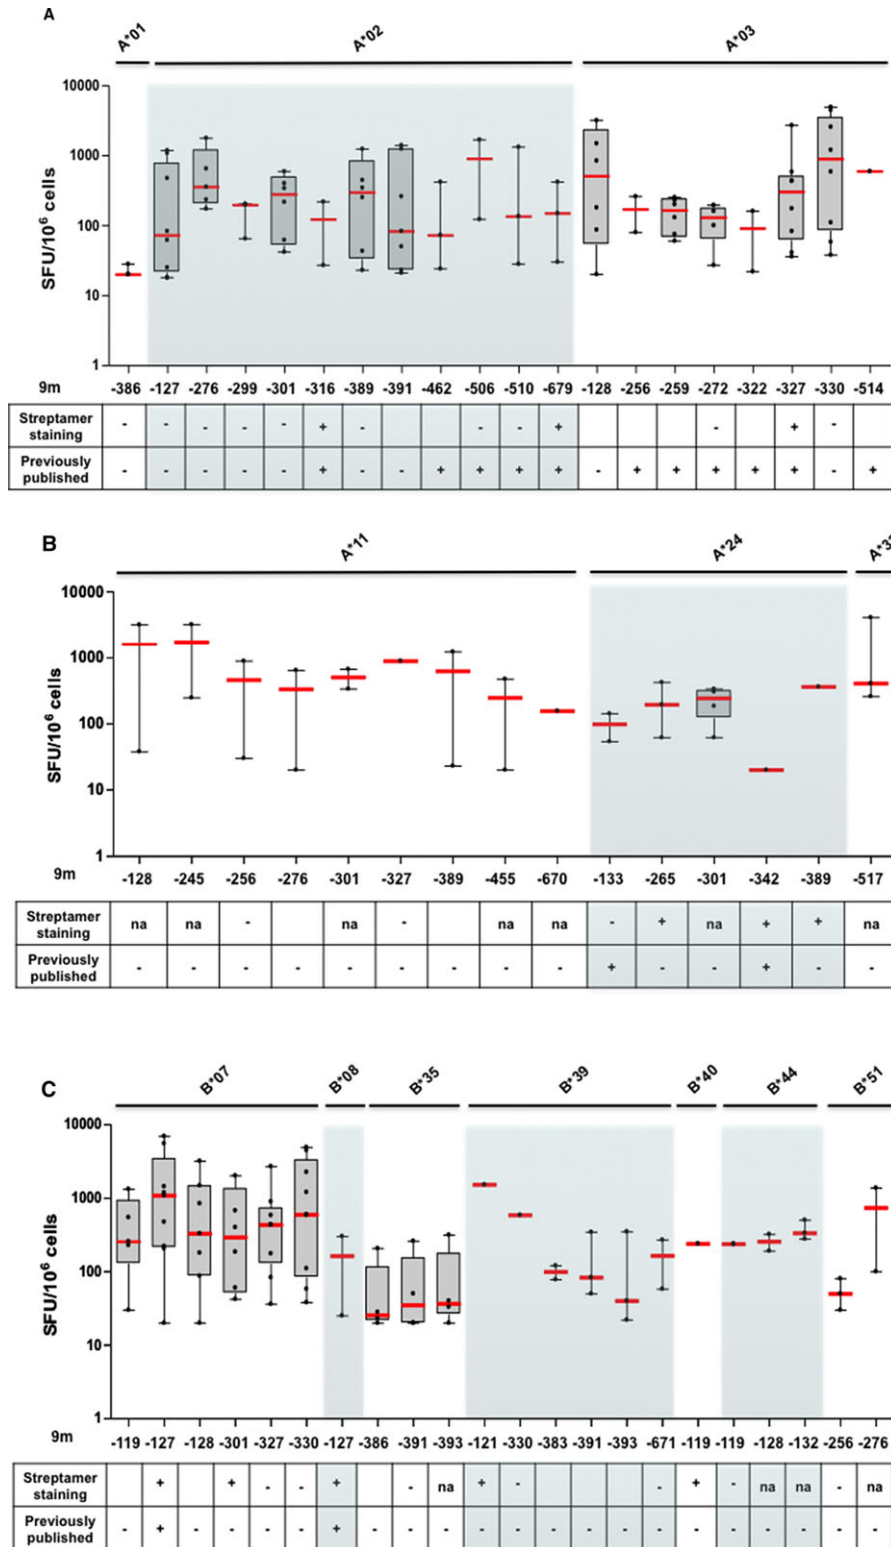 A
A*01 A*02 A*03
10000
1000
100
10
1
SFU/10⁶ cells
9m -386 -127 -276 -299 -301 -316 -389 -391 -462 -506 -510 -679 -128 -256 -259 -272 -322 -327 -330 -514
Streptamer
staining
- - - - - + - - - + - + -
Previously
published
- - - - - + - - + + + + - + + + + + - +
B
A*11 A*24
10000
1000
100
10
1
SFU/10⁶ cells
9m -128 -245 -256 -276 -301 -327 -389 -455 -670 -133 -265 -301 -342 -389 -517
Streptamer
staining
na na - na - na na - + na + + na
Previously
published
- - - - - - - - - + - - + - -
C
B*07 B*08 B*35 B*39 B*40 B*44 B*51
10000
1000
100
10
1
SFU/10⁶ cells
9m -119 -127 -128 -301 -327 -330 -127 -386 -391 -393 -121 -330 -383 -391 -393 -671 -119 -119 -128 -132 -256 -276
Streptamer
staining
+ + - - + - na + - - + - na na - na
Previously
published
- + - - - - + - - - - - - - - - - - - - - -